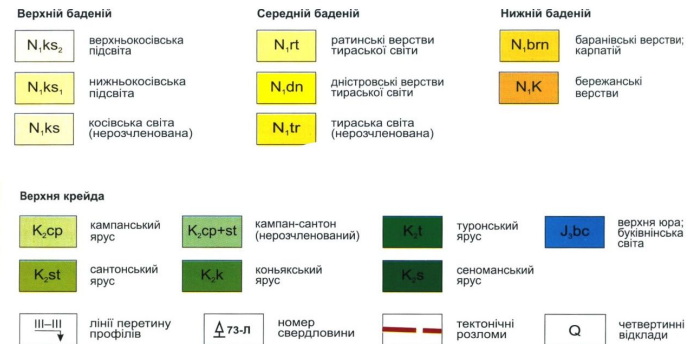 Верхній баденій
Середній баденій
Нижній баденій
N₁ks₂ верхньокосівська
підсвіта
N₁rt ратинські верстви
тираської світи
N₁brn баранівські верстви;
карпатій
N₁ks₁ нижньокосівська
підсвіта
N₁dn дністровські верстви
тираської світи
N₁K бережанські
верстви
N₁ks косівська світа
(нерозчленована)
N₁tr тираська світа
(нерозчленована)
Верхня крейда
K₂cp кампанський
ярус
K₂cp+st кампан-сантон
(нерозчленований)
K₂t туронський
ярус
J₃bc верхня юра;
буківнінська
світа
K₂st сантонський
ярус
K₂k коньякський
ярус
K₂s сеноманський
ярус
III–III лінії перетину
профілів
73-Л номер
свердловини
тектонічні
розломи
Q четвертинні
відклади